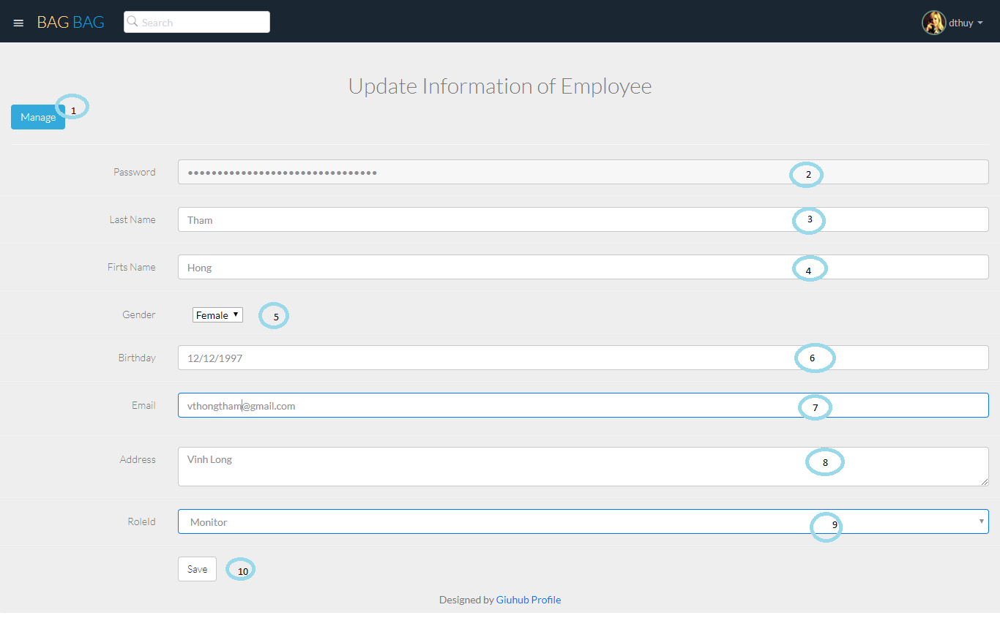 BAG BAG
Search
dthuy
Update Information of Employee
Manage
1
Password
••••••••••••••••••••••••••••••••
2
Last Name
Tham
3
Firts Name
Hong
4
Gender
Female
5
Birthday
12/12/1997
6
Email
vthongtham@gmail.com
7
Address
Vinh Long
8
RoleId
Monitor
9
Save
10
Designed by Giuhub Profile